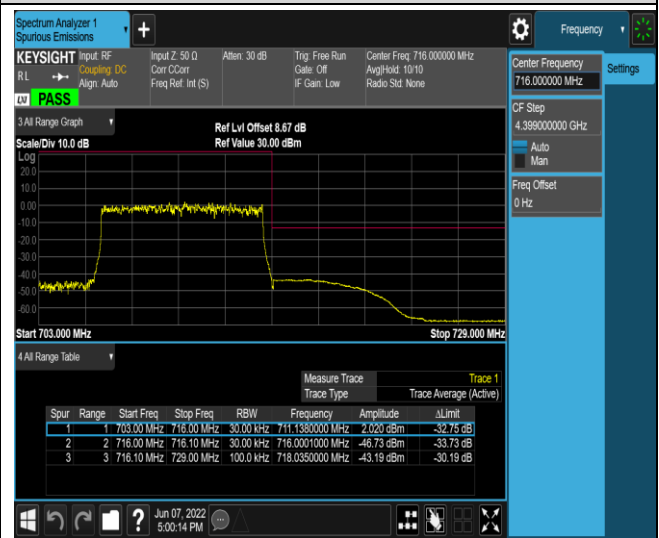 Spectrum Analyzer 1
Spurious Emissions
Frequency
KEYSIGHT Input: RF Input Z: 50 Ω Atten: 30 dB Trig: Free Run Center Freq: 716.000000 MHz
RL Coupling: DC Corr CCorr Gate: Off Avg|Hold: 10/10
Align: Auto Freq Ref: Int (S) IF Gain: Low Radio Std: None
LXI PASS
Center Frequency
716.000000 MHz
Settings
CF Step
4.399000000 GHz
Auto
Man
Freq Offset
0 Hz
3 All Range Graph
Ref Lvl Offset 8.67 dB
Scale/Div 10.0 dB Ref Value 30.00 dBm
Log
20.0
10.0
0.00
-10.0
-20.0
-30.0
-40.0
-50.0
-60.0
Start 703.000 MHz Stop 729.000 MHz
4 All Range Table
Measure Trace Trace 1
Trace Type Trace Average (Active)
Spur Range Start Freq Stop Freq RBW Frequency Amplitude ΔLimit
1 1 703.00 MHz 716.00 MHz 30.00 kHz 711.1380000 MHz 2.020 dBm -32.75 dB
2 2 716.00 MHz 716.10 MHz 30.00 kHz 716.0001000 MHz -46.73 dBm -33.73 dB
3 3 716.10 MHz 729.00 MHz 100.0 kHz 718.0350000 MHz -43.19 dBm -30.19 dB
Jun 07, 2022
5:00:14 PM